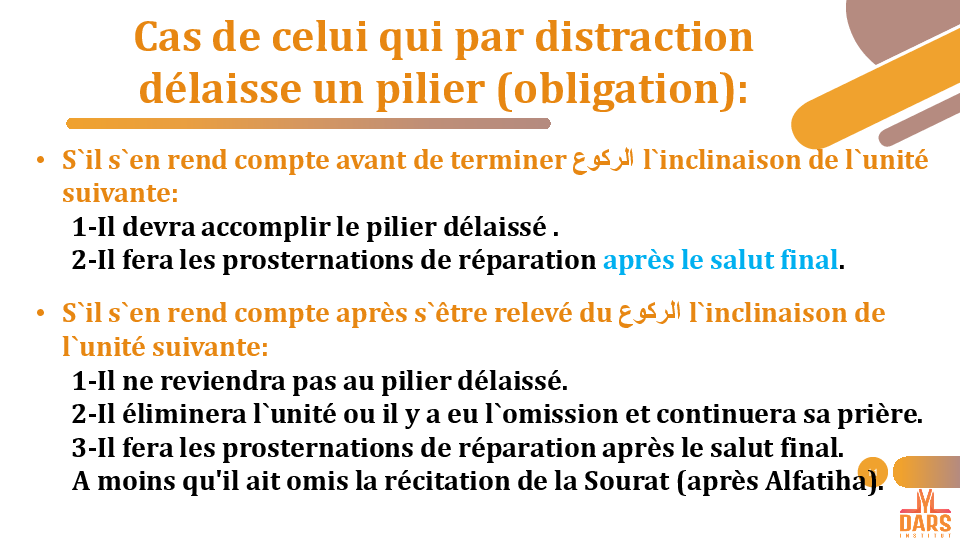 Cas de celui qui par distraction
délaisse un pilier (obligation):
• S`il s`en rend compte avant de terminer الركوع l`inclinaison de l`unité
suivante:
1-Il devra accomplir le pilier délaissé .
2-Il fera les prosternations de réparation après le salut final.
• S`il s`en rend compte après s`être relevé du الركوع l`inclinaison de
l`unité suivante:
1-Il ne reviendra pas au pilier délaissé.
2-Il éliminera l`unité ou il y a eu l`omission et continuera sa prière.
3-Il fera les prosternations de réparation après le salut final.
A moins qu'il ait omis la récitation de la Sourat (après Alfatiha).
DARS
INSTITUT